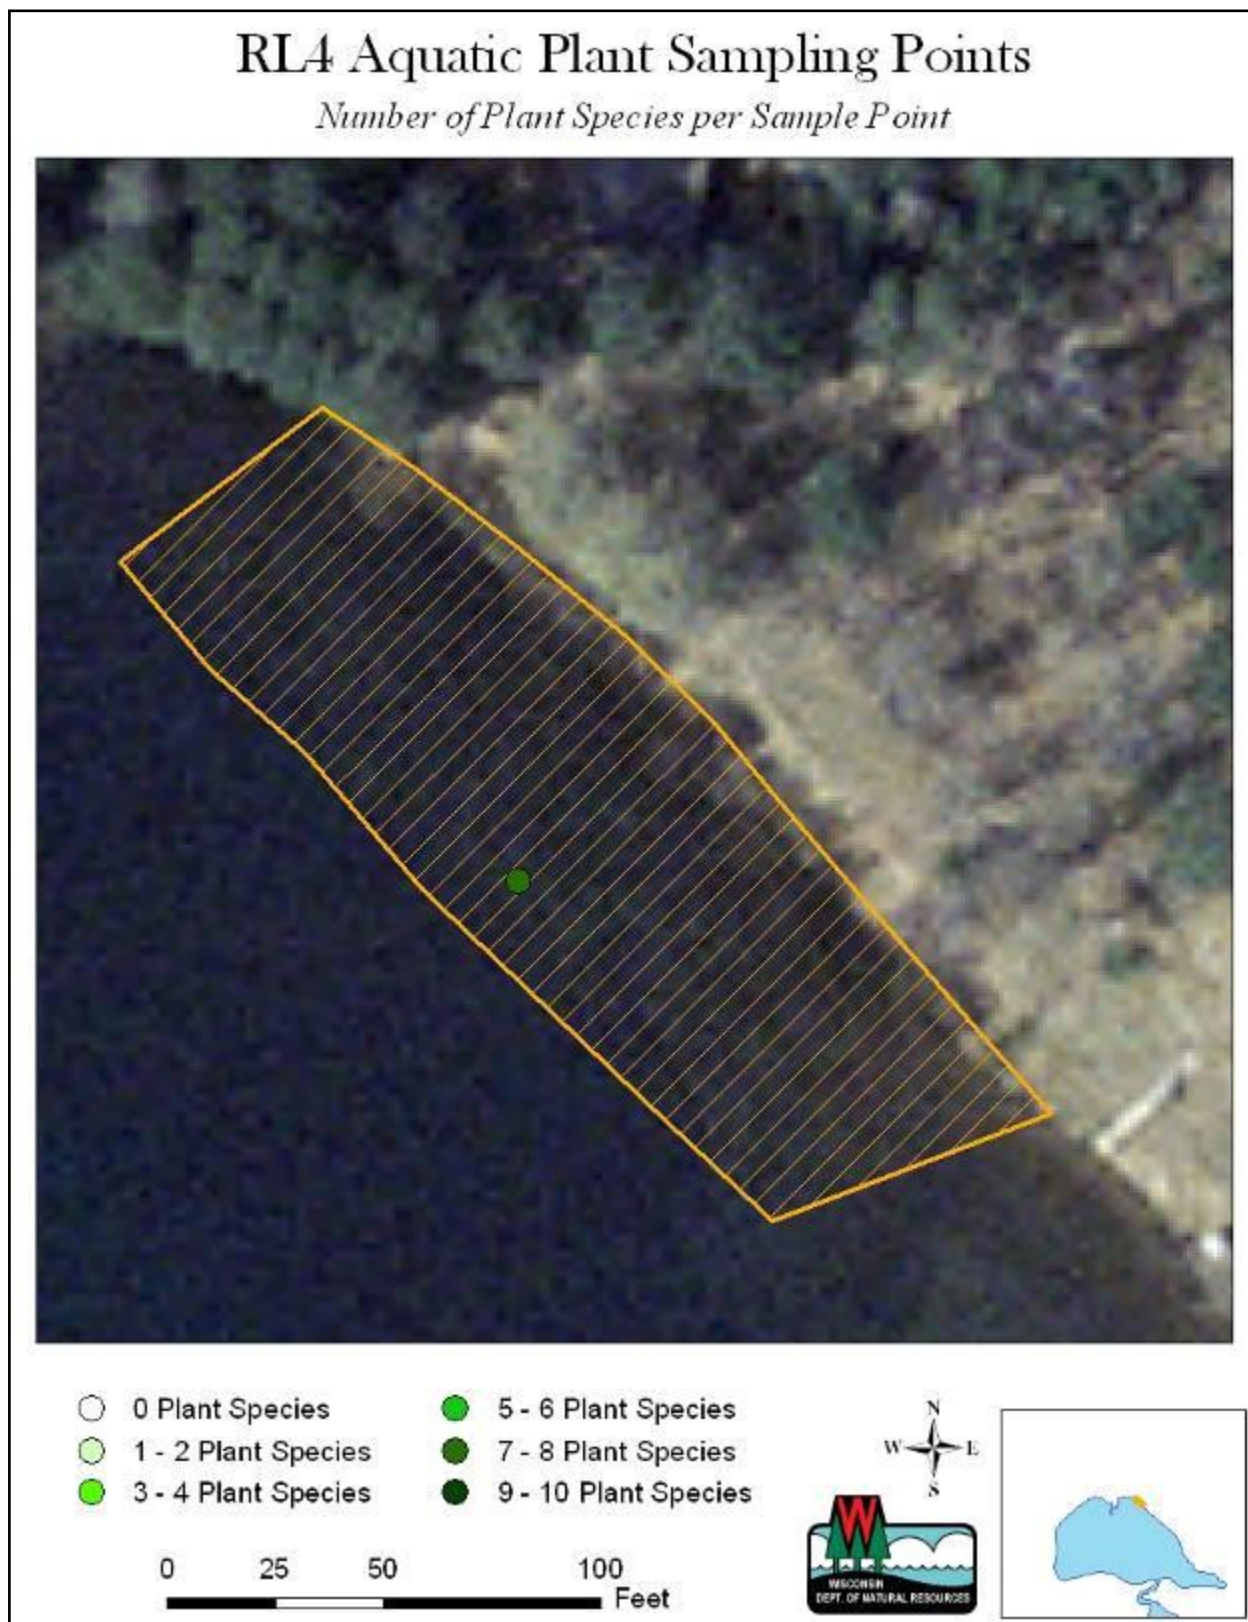 RL4 Aquatic Plant Sampling Points
Number of Plant Species per Sample Point
0 Plant Species
1 - 2 Plant Species
3 - 4 Plant Species
5 - 6 Plant Species
7 - 8 Plant Species
9 - 10 Plant Species
N
W E
S
0 25 50 100
Feet
W
WISCONSIN
DEPT. OF NATURAL RESOURCES